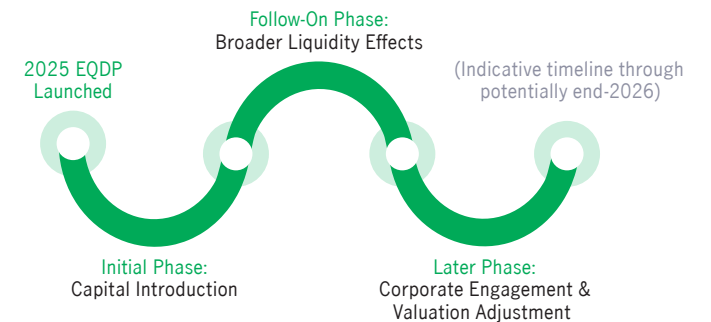 2025 EQDP
Launched
Initial Phase:
Capital Introduction
Follow-On Phase:
Broader Liquidity Effects
Later Phase:
Corporate Engagement &
Valuation Adjustment
(Indicative timeline through
potentially end-2026)